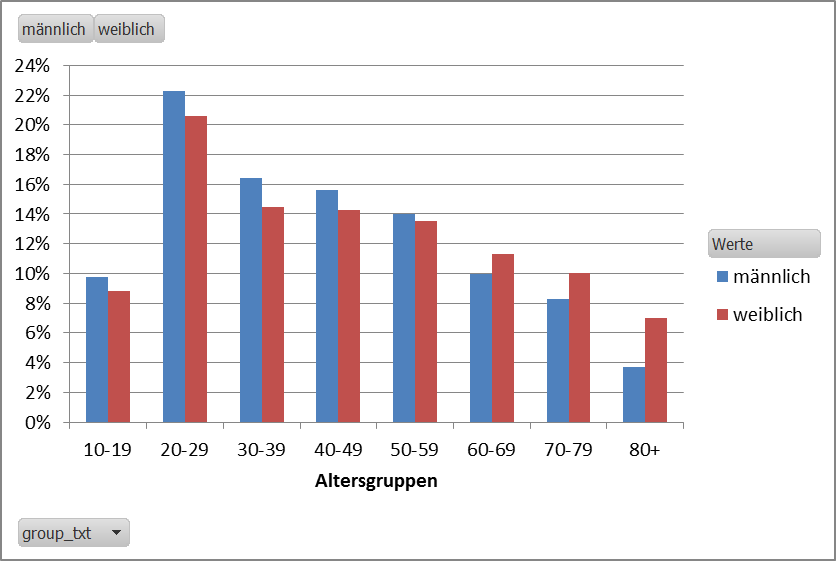 männlich weiblich
24%
22%
20%
18%
16%
14%
12%
10%
8%
6%
4%
2%
0%
Werte
männlich
weiblich
10-19 20-29 30-39 40-49 50-59 60-69 70-79 80+
Altersgruppen
group_txt